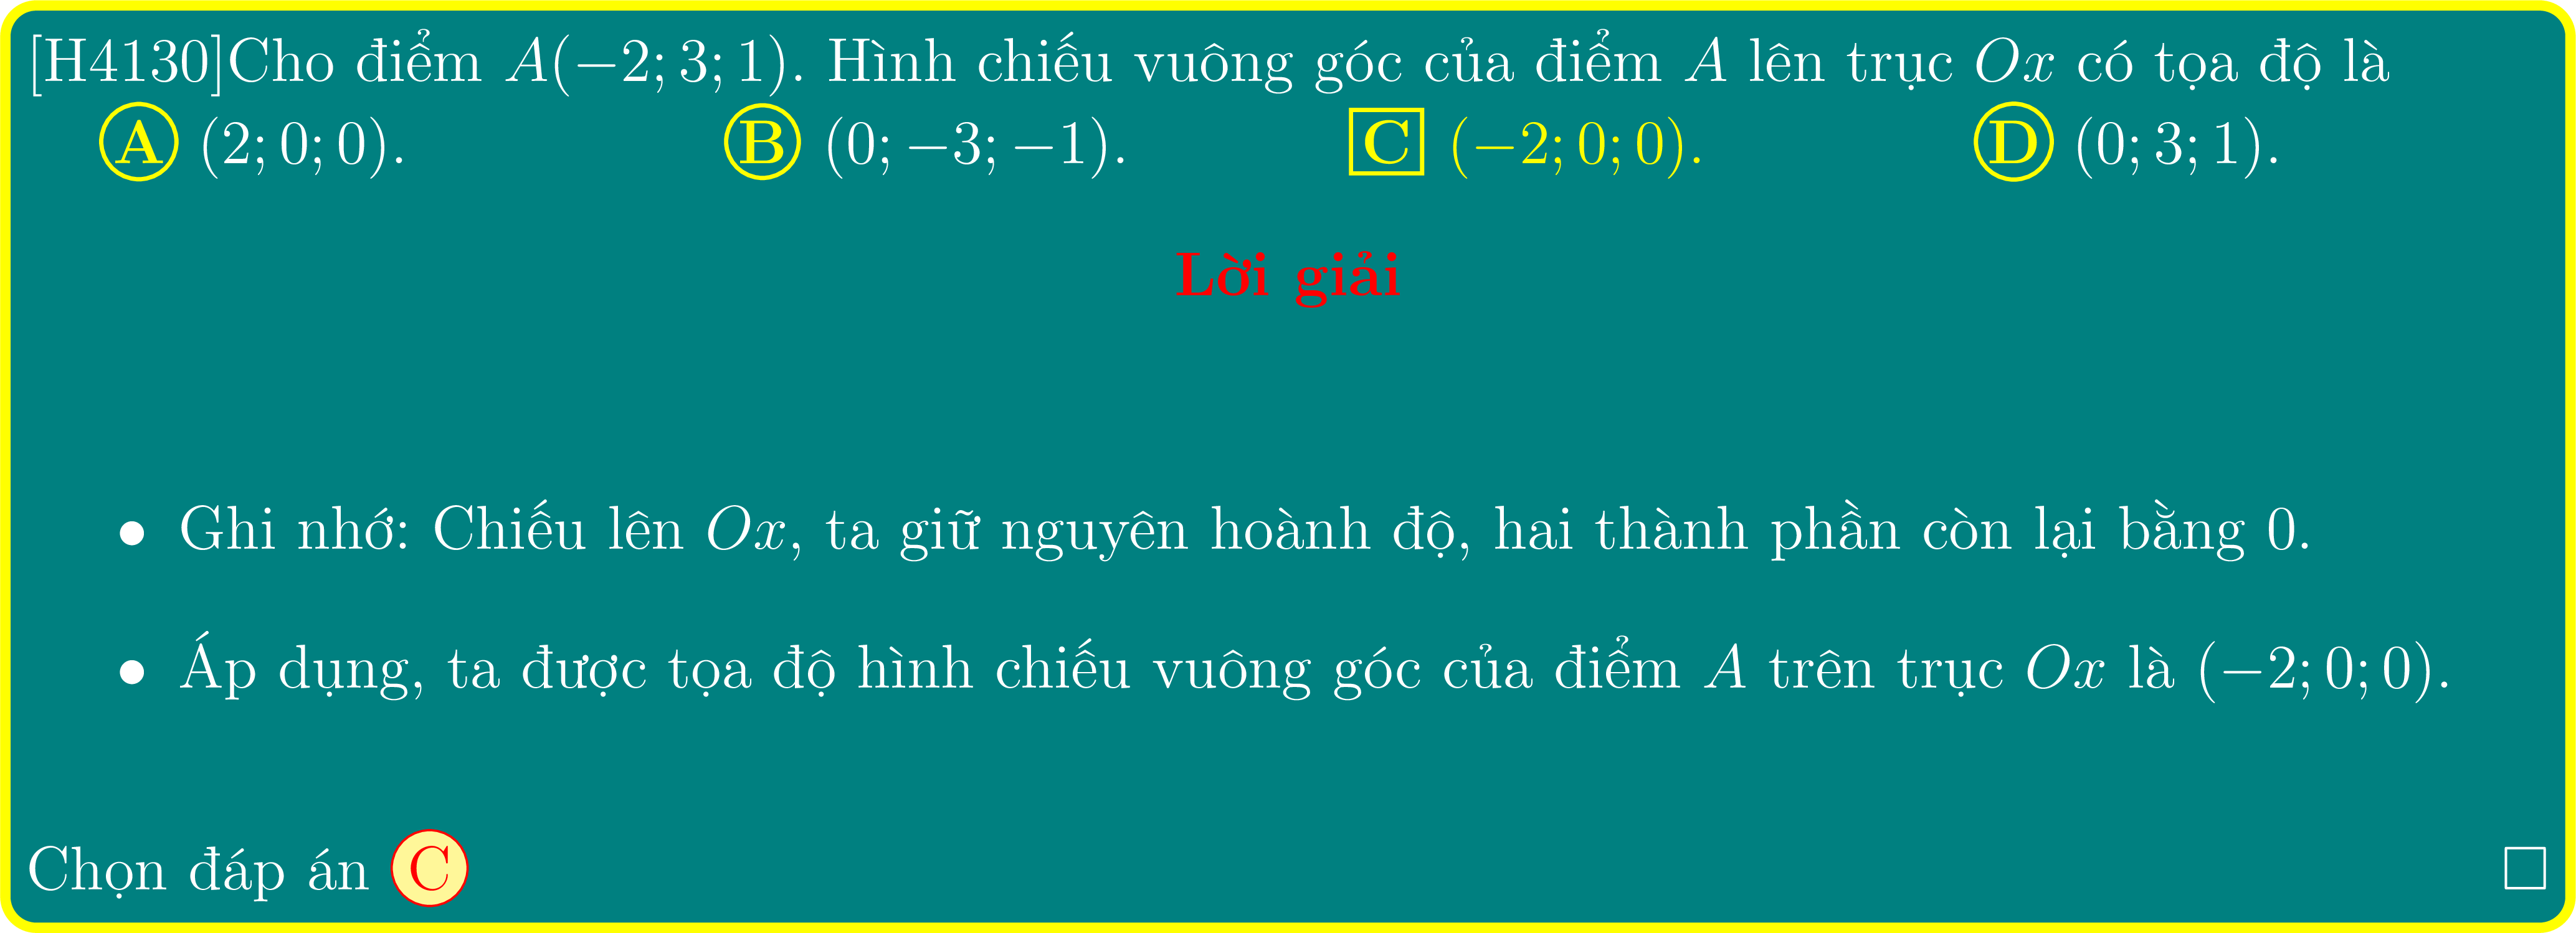 [H4130]Cho điểm A(−2; 3; 1). Hình chiếu vuông góc của điểm A lên trục Ox có tọa độ là
A (2; 0; 0). B (0; −3; −1). C (−2; 0; 0). D (0; 3; 1).
Lời giải
• Ghi nhớ: Chiếu lên Ox, ta giữ nguyên hoành độ, hai thành phần còn lại bằng 0.
• Áp dụng, ta được tọa độ hình chiếu vuông góc của điểm A trên trục Ox là (−2; 0; 0).
Chọn đáp án C □